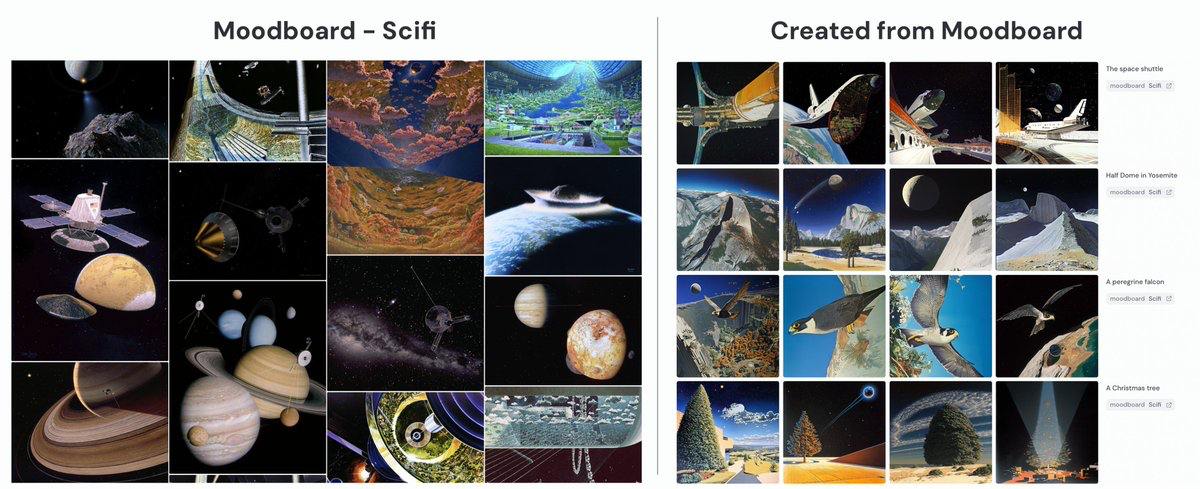 Moodboard - Scifi
Created from Moodboard
The space shuttle
moodboard Scifi
Half Dome in Yosemite
moodboard Scifi
A peregrine falcon
moodboard Scifi
A Christmas tree
moodboard Scifi